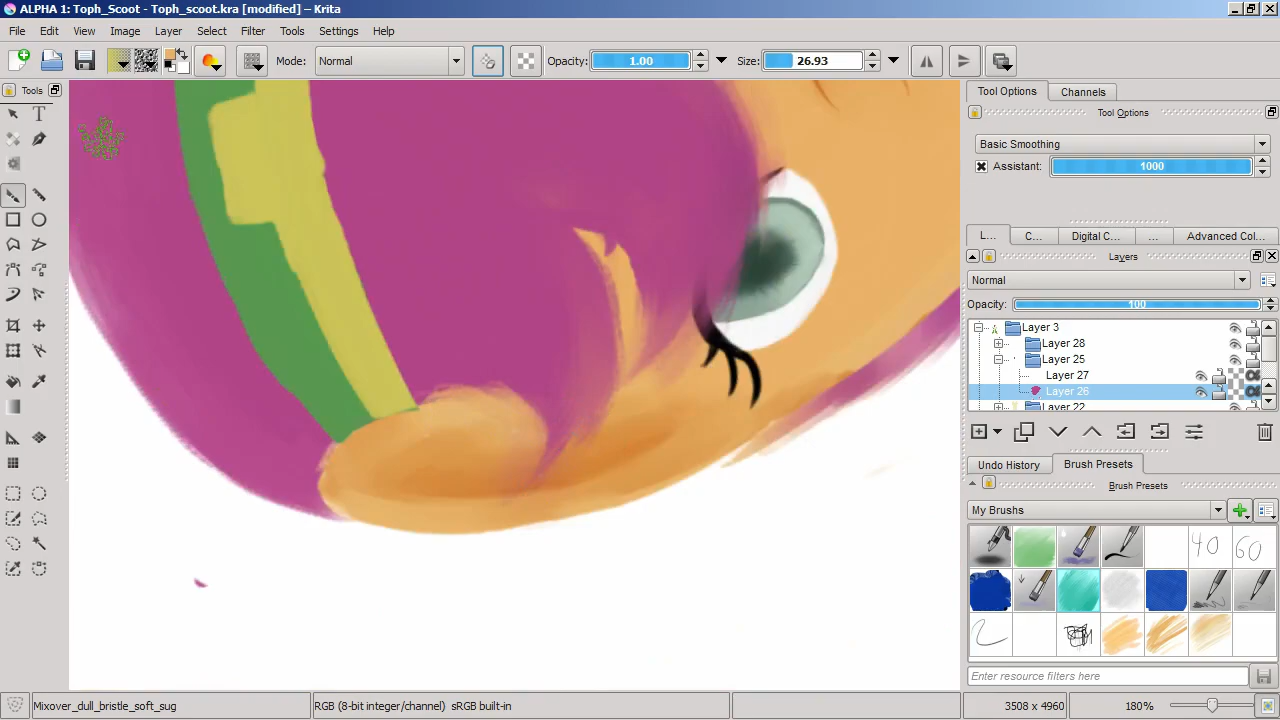 ALPHA 1: Toph_Scoot - Toph_scoot.kra [modified] - Krita
File Edit View Image Layer Select Filter Tools Settings Help
Mode: Normal Opacity: 1.00 Size: 26.93
Tools
Tool Options Channels
Tool Options
Basic Smoothing
Assistant: 1000
L... C... Digital C... ... Advanced Col...
Layers
Normal
Opacity: 100
Layer 3
Layer 28
Layer 25
Layer 27
Layer 26
Layer 22
Undo History Brush Presets
Brush Presets
My Brushes
40 60
Enter resource filters here
Mixover_dull_bristle_soft_sug RGB (8-bit integer/channel) sRGB built-in 3508 x 4960 180%